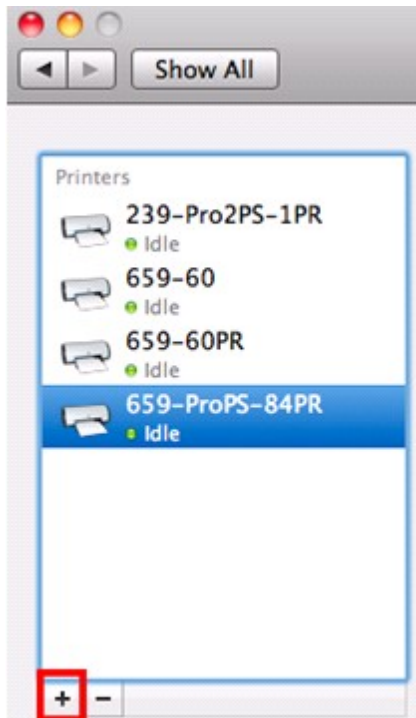 Show All
Printers
239-Pro2PS-1PR
Idle
659-60
Idle
659-60PR
Idle
659-ProPS-84PR
Idle
+ −